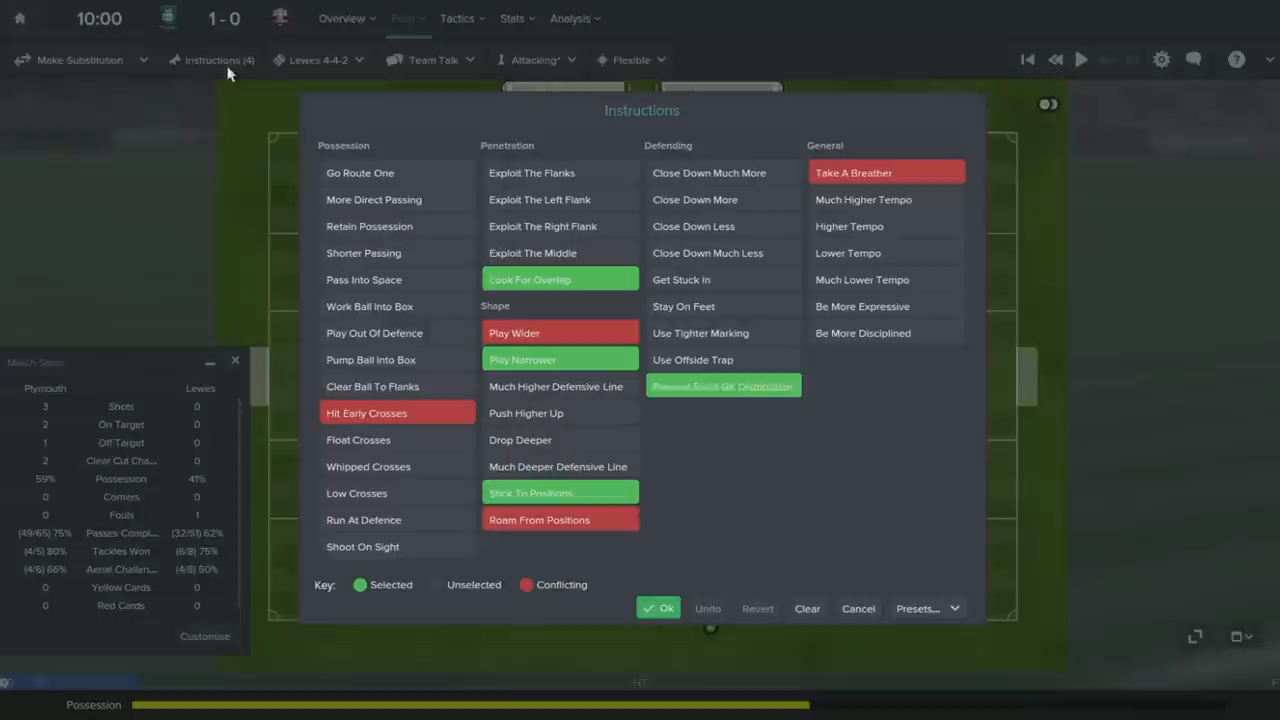 10:00
1 - 0
Overview
Tactics
Stats
Analysis
Make Substitution
Instructions (4)
Lewes 4-4-2
Team Talk
Attacking*
Flexible
Instructions
Possession
Go Route One
More Direct Passing
Retain Possession
Shorter Passing
Pass Into Space
Work Ball Into Box
Play Out Of Defence
Pump Ball Into Box
Clear Ball To Flanks
Hit Early Crosses
Float Crosses
Whipped Crosses
Low Crosses
Run At Defence
Shoot On Sight
Penetration
Exploit The Flanks
Exploit The Left Flank
Exploit The Right Flank
Exploit The Middle
Look For Overlap
Shape
Play Wider
Play Narrower
Much Higher Defensive Line
Push Higher Up
Drop Deeper
Much Deeper Defensive Line
Stick To Positions
Roam From Positions
Defending
Close Down Much More
Close Down More
Close Down Less
Close Down Much Less
Get Stuck in
Stay On Feet
Use Tighter Marking
Use Offside Trap
Distribution
General
Take A Breather
Much Higher Tempo
Higher Tempo
Lower Tempo
Much Lower Tempo
Be More Expressive
Be More Disciplined
Key: Selected Unselected Conflicting
Ok Undo Revert Clear Cancel Presets...
Match Stats
Plymouth Lewes
3 Shots 0
2 On Target 0
1 Off Target 0
2 Clear Cut Cha... 0
59% Possession 41%
0 Corners 0
0 Fouls 1
(49/65) 75% Passes Compl... (32/51) 62%
(4/5) 80% Tackles Won (6/8) 75%
(4/6) 66% Aerial Challen... (4/8) 50%
0 Yellow Cards 0
0 Red Cards 0
Customise
HT
Possession